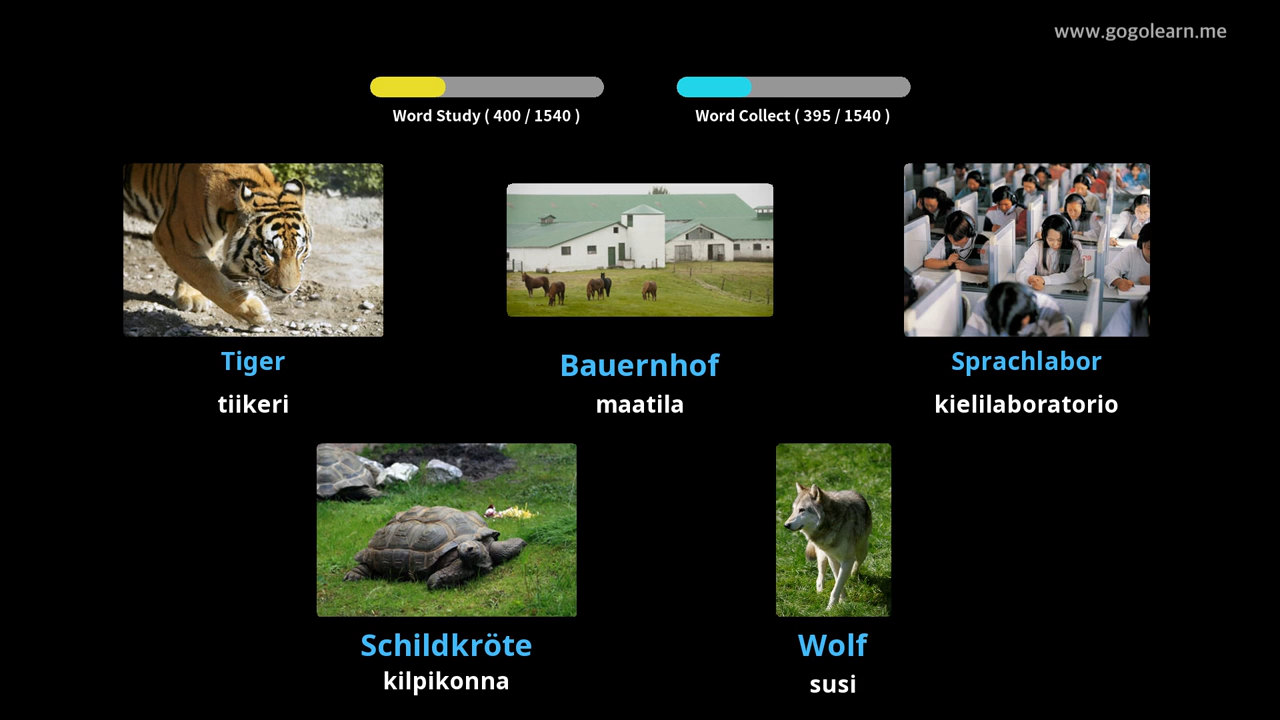 www.gogolearn.me
Word Study ( 400 / 1540 )
Word Collect ( 395 / 1540 )
Tiger
tiikeri
Bauernhof
maatila
Sprachlabor
kielilaboratorio
Schildkröte
kilpikonna
Wolf
susi